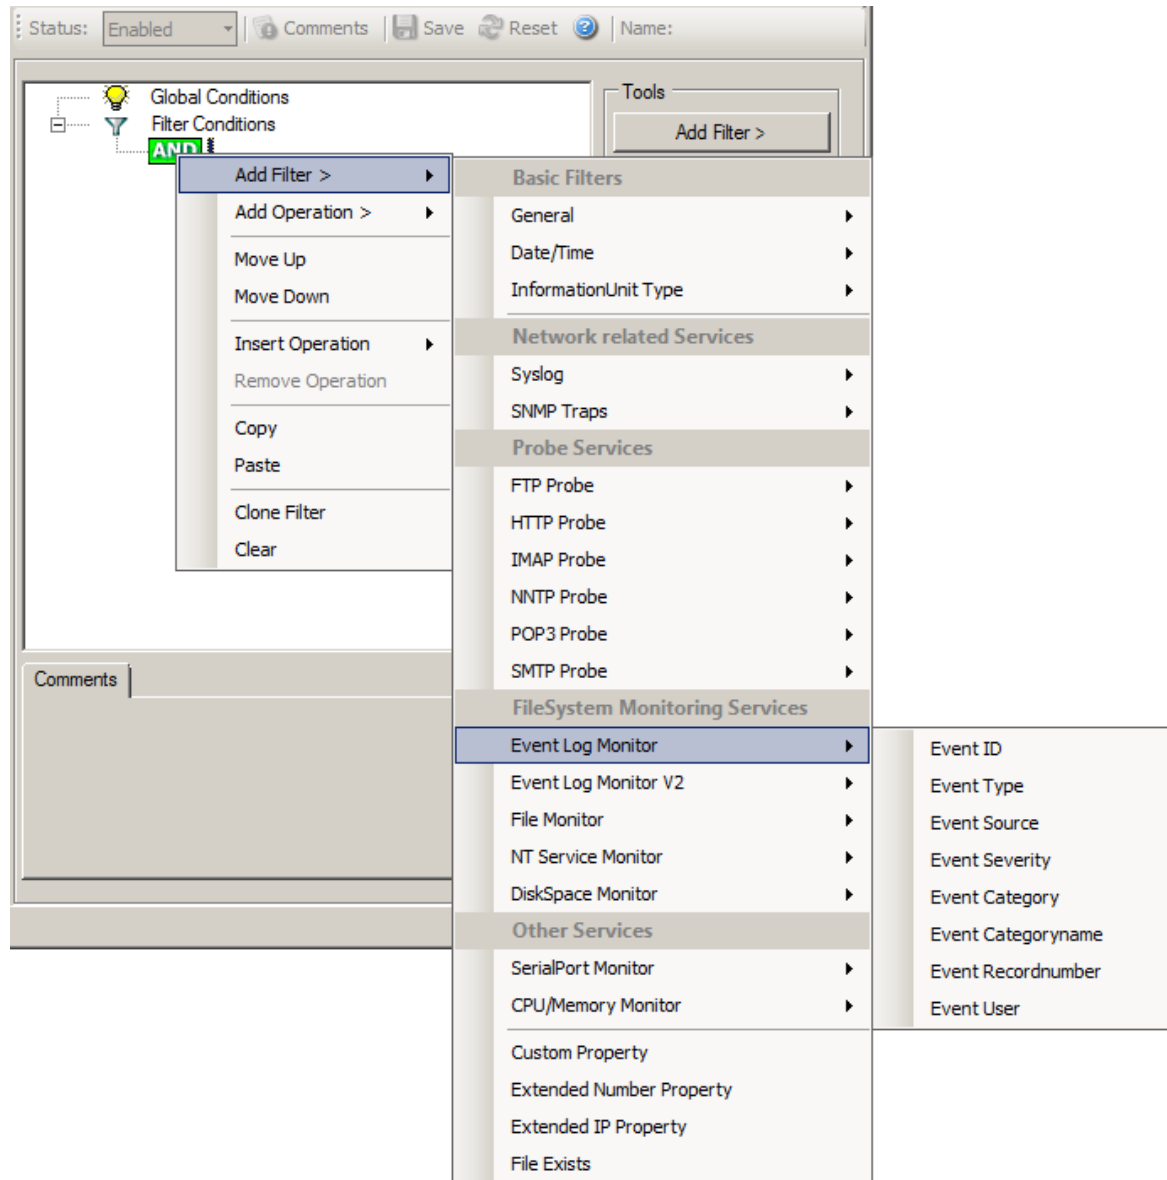 Status: Enabled Comments Save Reset Name:
Global Conditions
Filter Conditions
AND
Tools
Add Filter >
Add Filter >
Add Operation >
Move Up
Move Down
Insert Operation
Remove Operation
Copy
Paste
Clone Filter
Clear
Comments
Basic Filters
General
Date/Time
InformationUnit Type
Network related Services
Syslog
SNMP Traps
Probe Services
FTP Probe
HTTP Probe
IMAP Probe
NNTP Probe
POP3 Probe
SMTP Probe
FileSystem Monitoring Services
Event Log Monitor
Event Log Monitor V2
File Monitor
NT Service Monitor
DiskSpace Monitor
Other Services
SerialPort Monitor
CPU/Memory Monitor
Custom Property
Extended Number Property
Extended IP Property
File Exists
Event ID
Event Type
Event Source
Event Severity
Event Category
Event Categoryname
Event Recordnumber
Event User